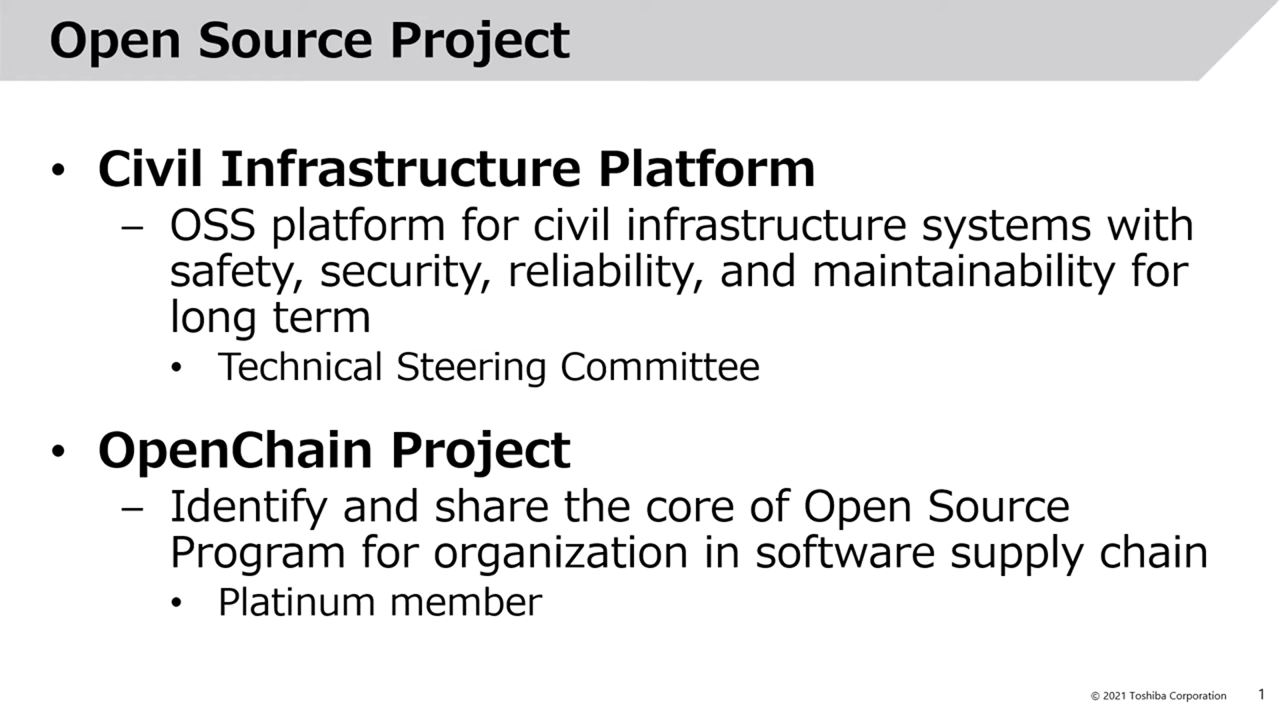 Open Source Project
• Civil Infrastructure Platform
– OSS platform for civil infrastructure systems with
safety, security, reliability, and maintainability for
long term
• Technical Steering Committee
• OpenChain Project
– Identify and share the core of Open Source
Program for organization in software supply chain
• Platinum member
© 2021 Toshiba Corporation 1